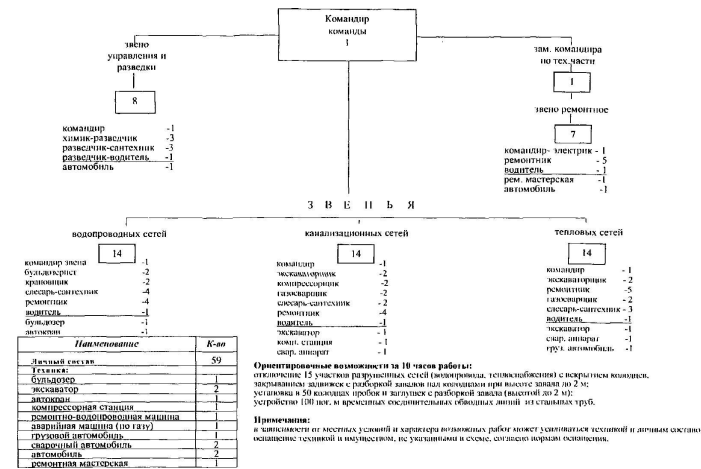 Командир
команды
1
звено
управления и
разведки
8
командир -1
химик-разведчик -3
разведчик-сантехник -3
разведчик-водитель -1
автомобиль -1
зам. командира
по тех.части
1
звено ремонтное
7
командир- электрик - 1
ремонтник - 5
водитель - 1
рем. мастерская -1
автомобиль -1
З В Е Н Ь Я
водопроводных сетей
14
командир звена -1
бульдозерист -2
крановщик -2
слесарь-сантехник -4
ремонтник -4
водитель -1
бульдозер -1
автокран -1
канализационных сетей
14
командир -1
экскаваторщик -2
компрессорщик -2
газосварщик -2
слесарь-сантехник - 2
ремонтник -4
водитель -1
экскаватор - 1
комп. станция - 1
свар. аппарат - 1
тепловых сетей
14
командир - 1
экскаваторщик - 2
ремонтник -5
газосварщик - 2
слесарь-сантехник - 3
водитель -1
экскаватор -1
свар. аппарат -1
груз. автомобиль -1
Наименование К-во
Личный состав 59
Техника:
бульдозер 1
экскаватор 2
автокран 1
компрессорная станция 1
ремонтно-водопроводная машина 1
аварийная машина (по газу) 1
грузовой автомобиль 1
сварочный автомобиль 2
автомобиль 2
ремонтная мастерская 1
Ориентировочные возможности за 10 часов работы:
отключение 15 участков разрушенных сетей (водопровода, теплоснабжения) с вскрытием колодцев,
закрыванием задвижек с разборкой завалов над колодцами при высоте завала до 2 м;
установка в 50 колодцах пробок и заглушек с разборкой завала (высотой до 2 м);
устройство 100 пог. м временных соединительных обводных линий из стальных труб.
Примечания:
в зависимости от местных условий и характера возможных работ может усиливаться техникой и личным составо
оснащение техникой и имуществом, не указанными в схеме, согласно нормам оснащения.